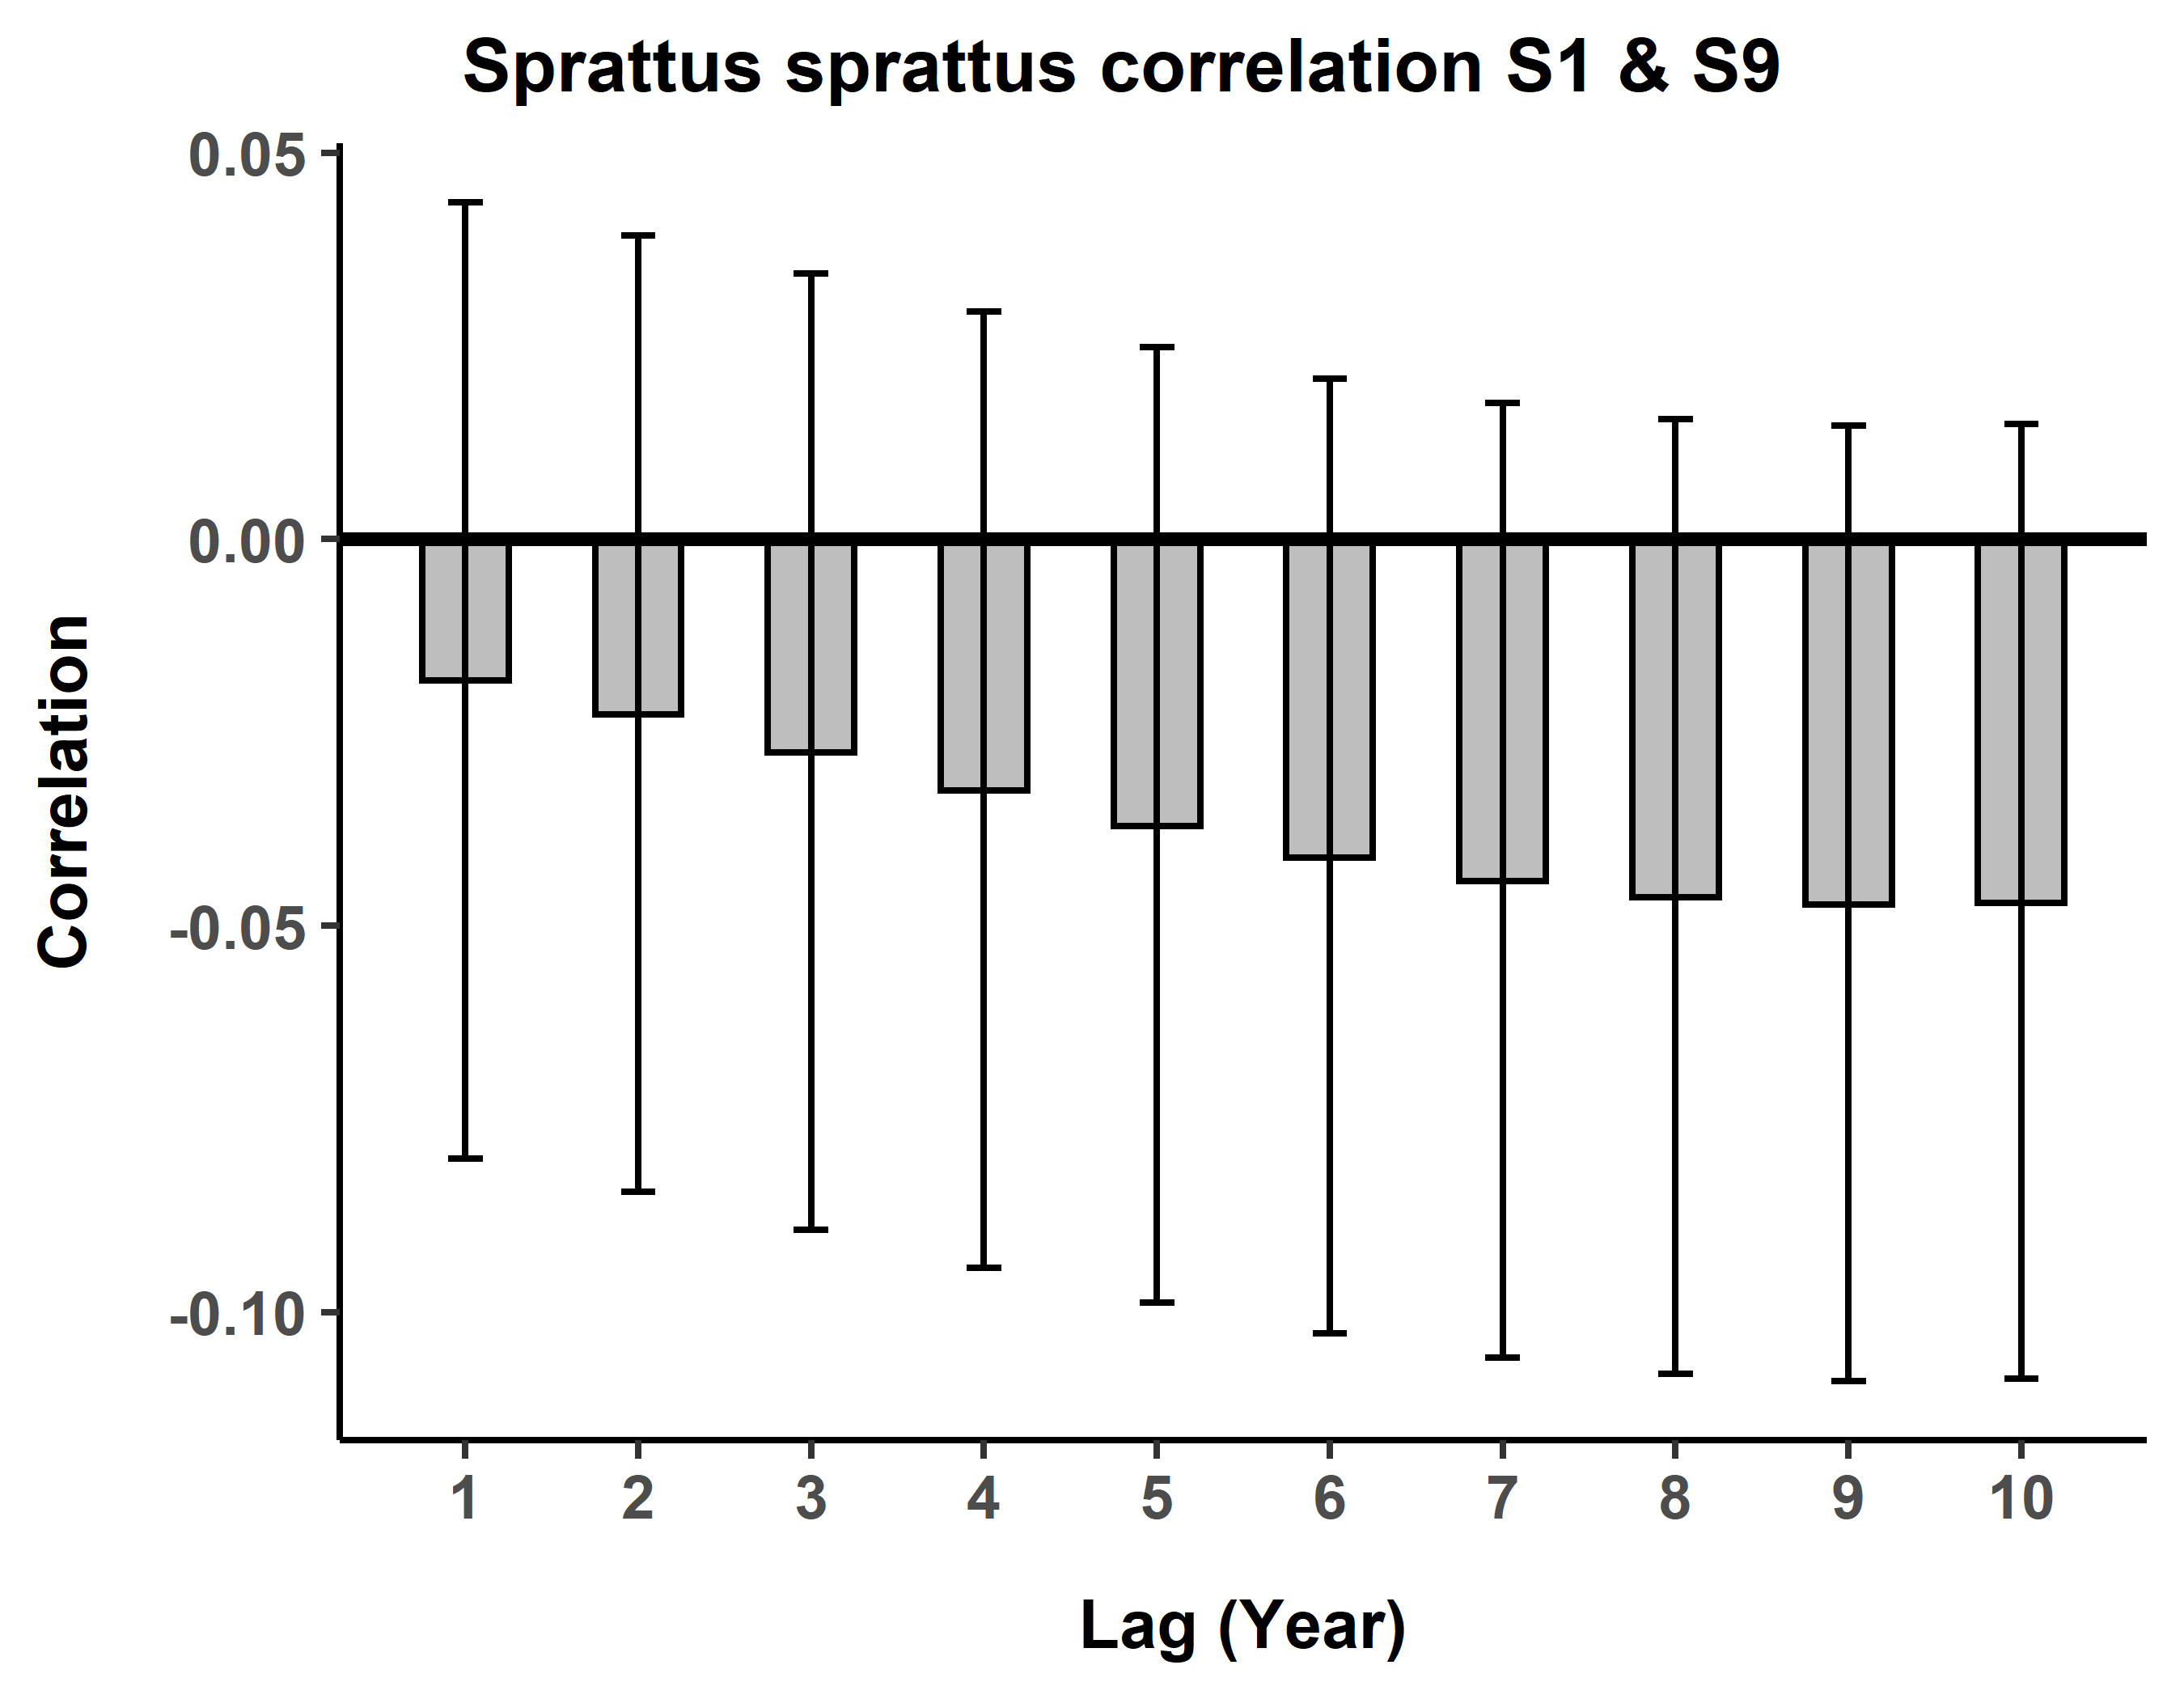 Sprattus sprattus correlation S1 & S9
0.05
0.00
-0.05
-0.10
Correlation
1 2 3 4 5 6 7 8 9 10
Lag (Year)